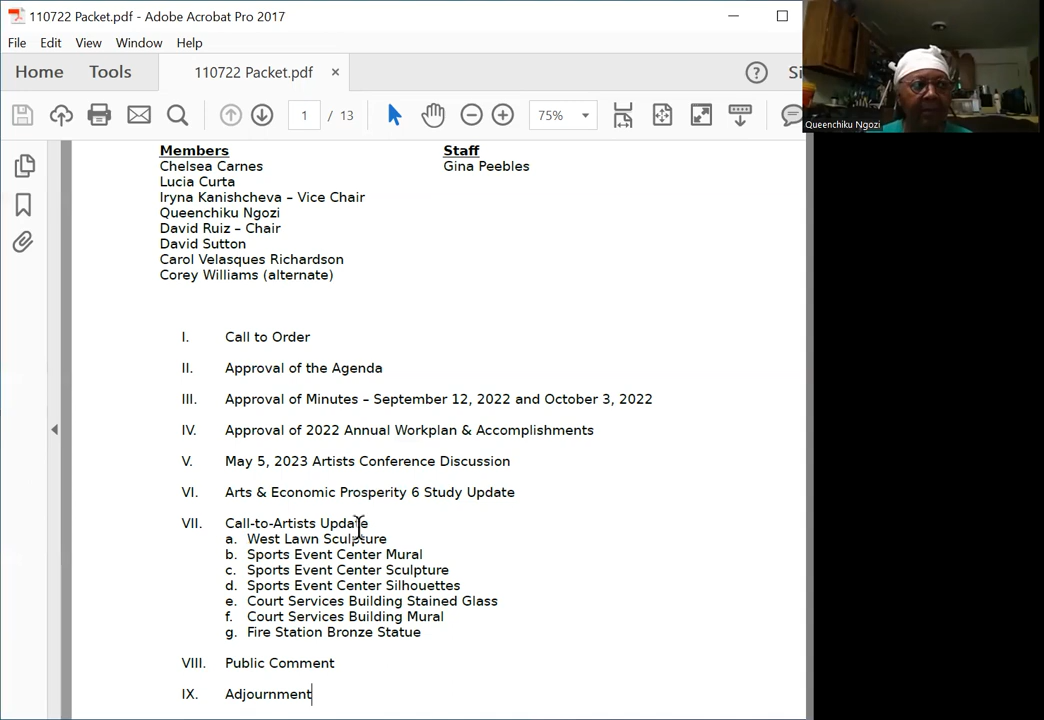 110722 Packet.pdf - Adobe Acrobat Pro 2017
File Edit View Window Help
Home Tools 110722 Packet.pdf × ? Si
1 / 13 75%
Queenchiku Ngozi
Members Staff
Chelsea Carnes Gina Peebles
Lucia Curta
Iryna Kanishcheva – Vice Chair
Queenchiku Ngozi
David Ruiz – Chair
David Sutton
Carol Velasques Richardson
Corey Williams (alternate)
I. Call to Order
II. Approval of the Agenda
III. Approval of Minutes – September 12, 2022 and October 3, 2022
IV. Approval of 2022 Annual Workplan & Accomplishments
V. May 5, 2023 Artists Conference Discussion
VI. Arts & Economic Prosperity 6 Study Update
VII. Call-to-Artists Update
a. West Lawn Sculpture
b. Sports Event Center Mural
c. Sports Event Center Sculpture
d. Sports Event Center Silhouettes
e. Court Services Building Stained Glass
f. Court Services Building Mural
g. Fire Station Bronze Statue
VIII. Public Comment
IX. Adjournment